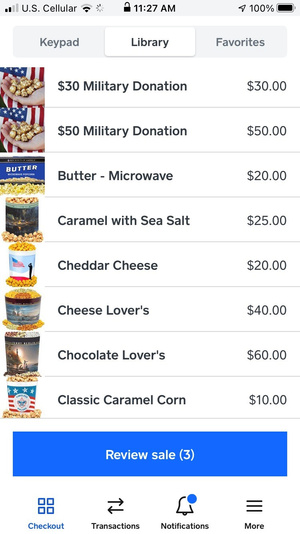 U.S. Cellular 11:27 AM 100%
Keypad Library Favorites
$30 Military Donation $30.00
$50 Military Donation $50.00
BUTTER
Butter - Microwave $20.00
Caramel with Sea Salt $25.00
Cheddar Cheese $20.00
Cheese Lover's $40.00
Chocolate Lover's $60.00
Classic Caramel Corn $10.00
Review sale (3)
Checkout Transactions Notifications More